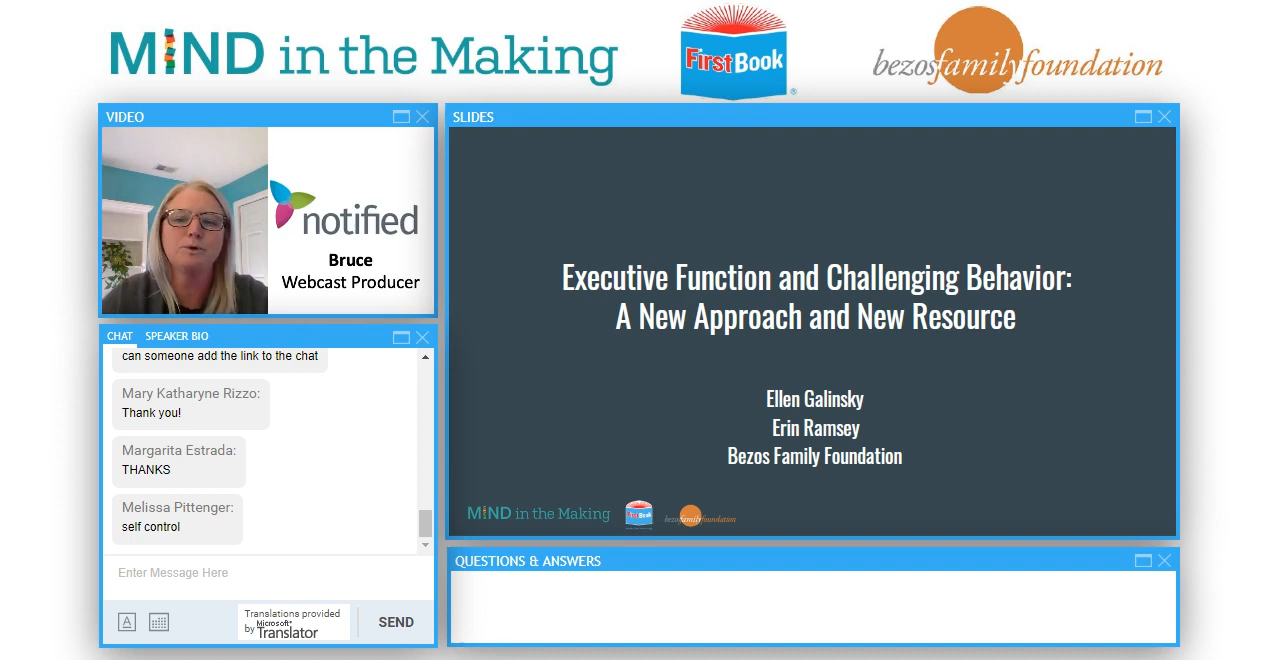 MIND in the Making
First Book
bezosfamilyfoundation
VIDEO
notified
Bruce
Webcast Producer
CHAT SPEAKER BIO
can someone add the link to the chat
Mary Katharyne Rizzo:
Thank you!
Margarita Estrada:
THANKS
Melissa Pittenger:
self control
Enter Message Here
A
Translations provided
by Microsoft®
Translator
SEND
SLIDES
Executive Function and Challenging Behavior:
A New Approach and New Resource
Ellen Galinsky
Erin Ramsey
Bezos Family Foundation
MIND in the Making
First Book
bezosfamilyfoundation
QUESTIONS & ANSWERS